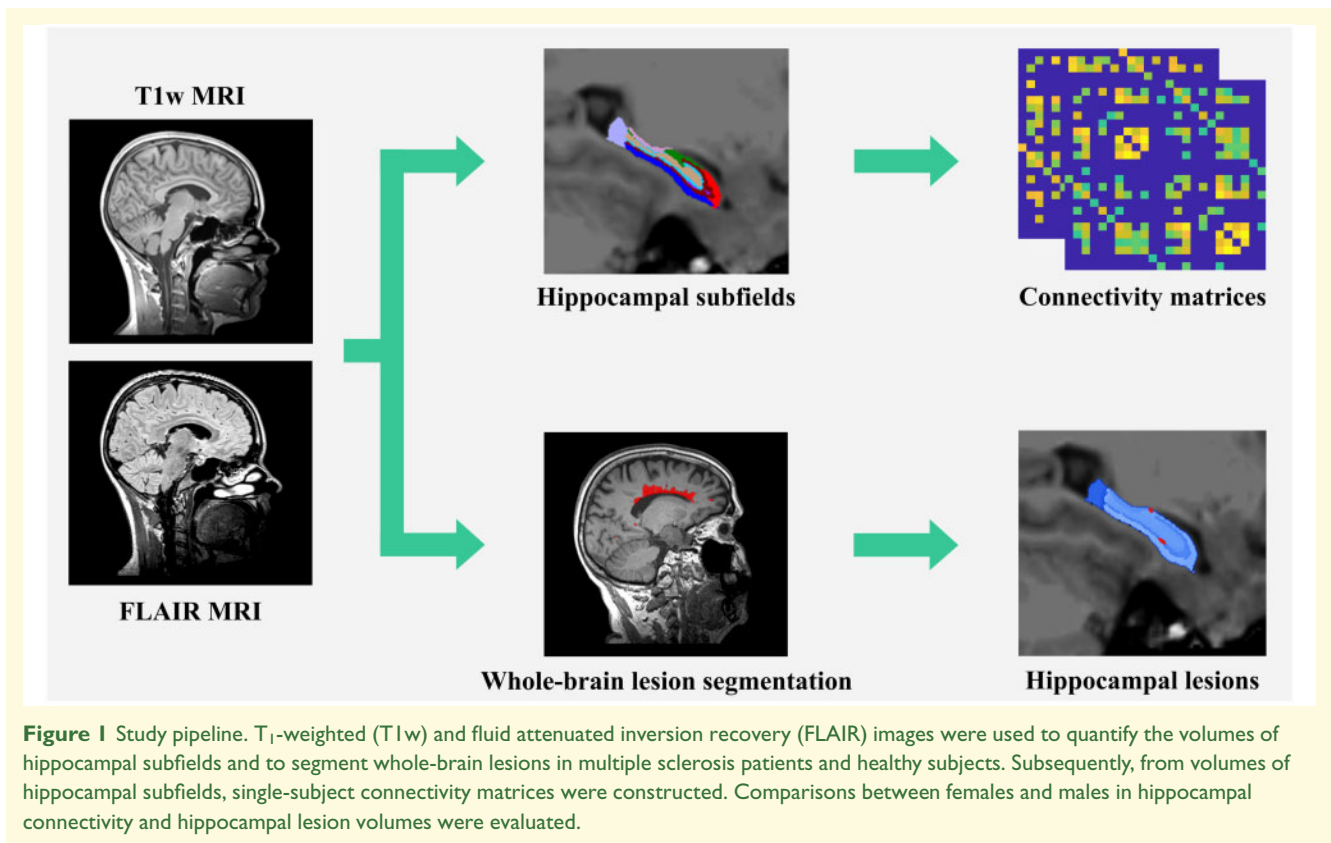 T1w MRI
FLAIR MRI
Hippocampal subfields
Connectivity matrices
Whole-brain lesion segmentation
Hippocampal lesions
Figure 1 Study pipeline. T₁-weighted (T1w) and fluid attenuated inversion recovery (FLAIR) images were used to quantify the volumes of
hippocampal subfields and to segment whole-brain lesions in multiple sclerosis patients and healthy subjects. Subsequently, from volumes of
hippocampal subfields, single-subject connectivity matrices were constructed. Comparisons between females and males in hippocampal
connectivity and hippocampal lesion volumes were evaluated.